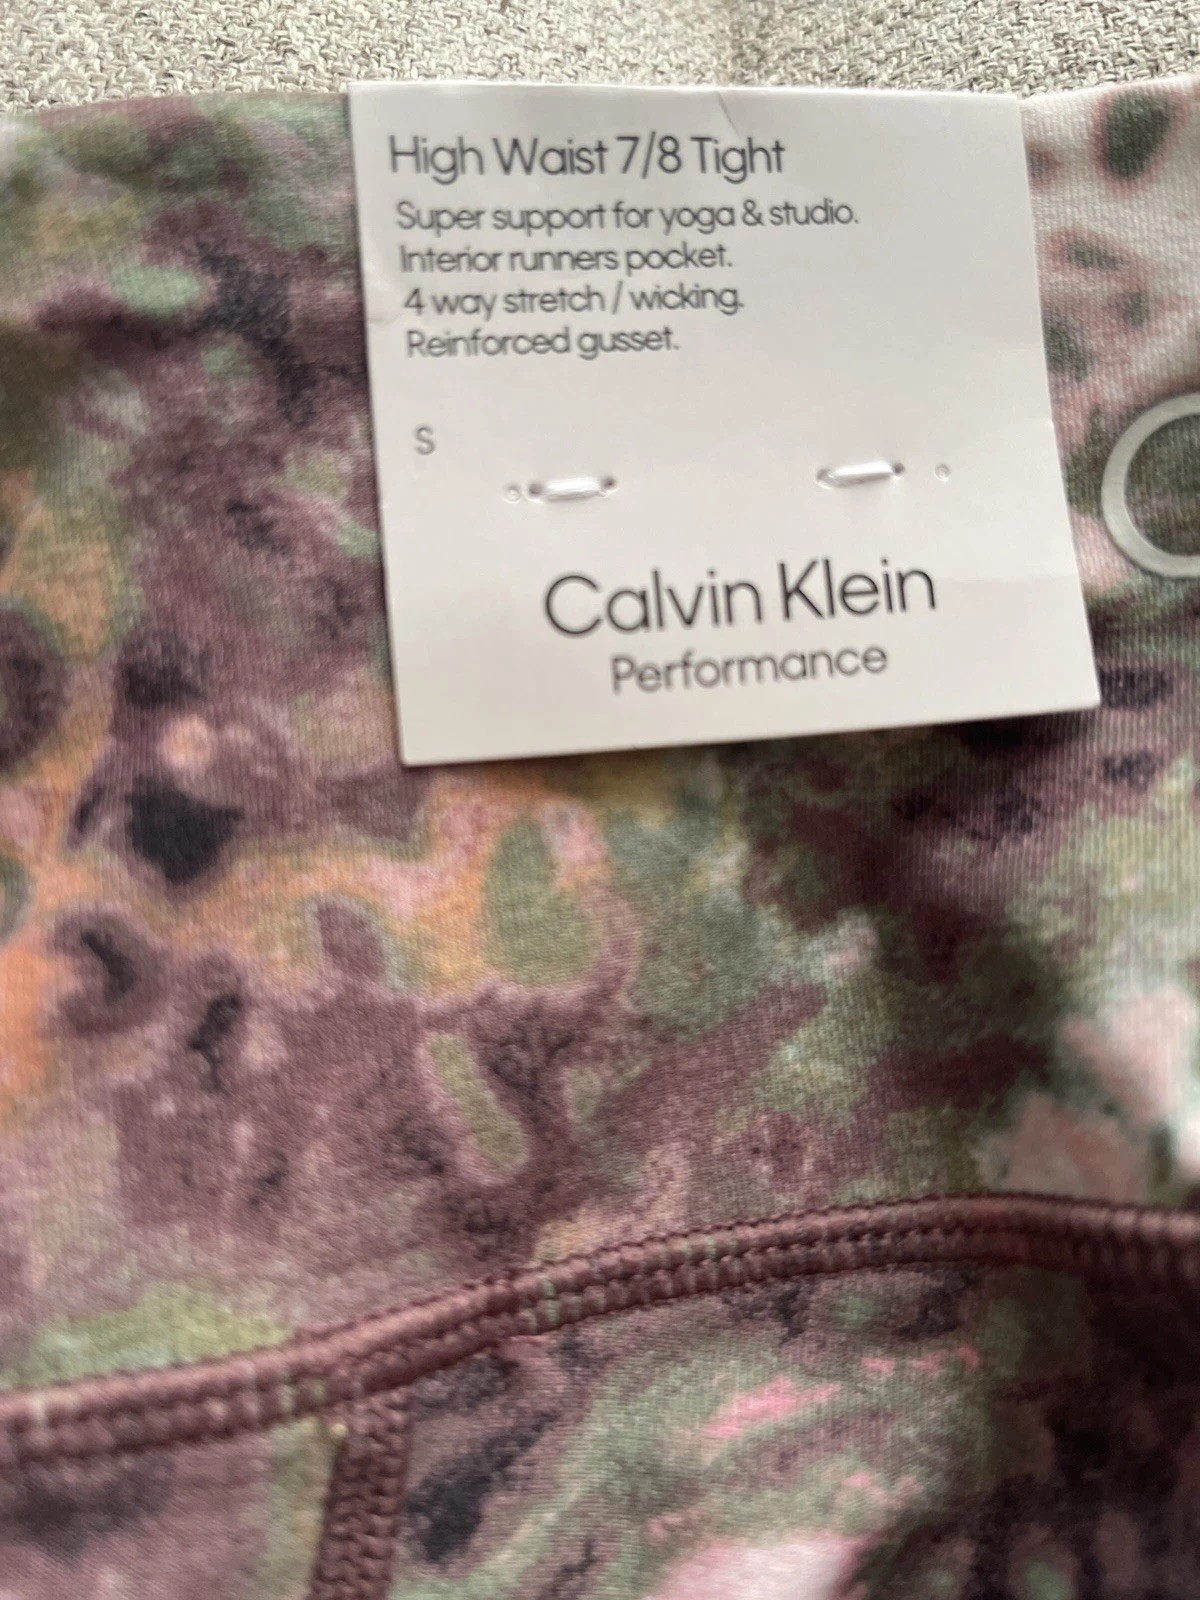 High Waist 7/8 Tight
Super support for yoga & studio.
Interior runners pocket.
4 way stretch / wicking.
Reinforced gusset.
S
Calvin Klein
Performance